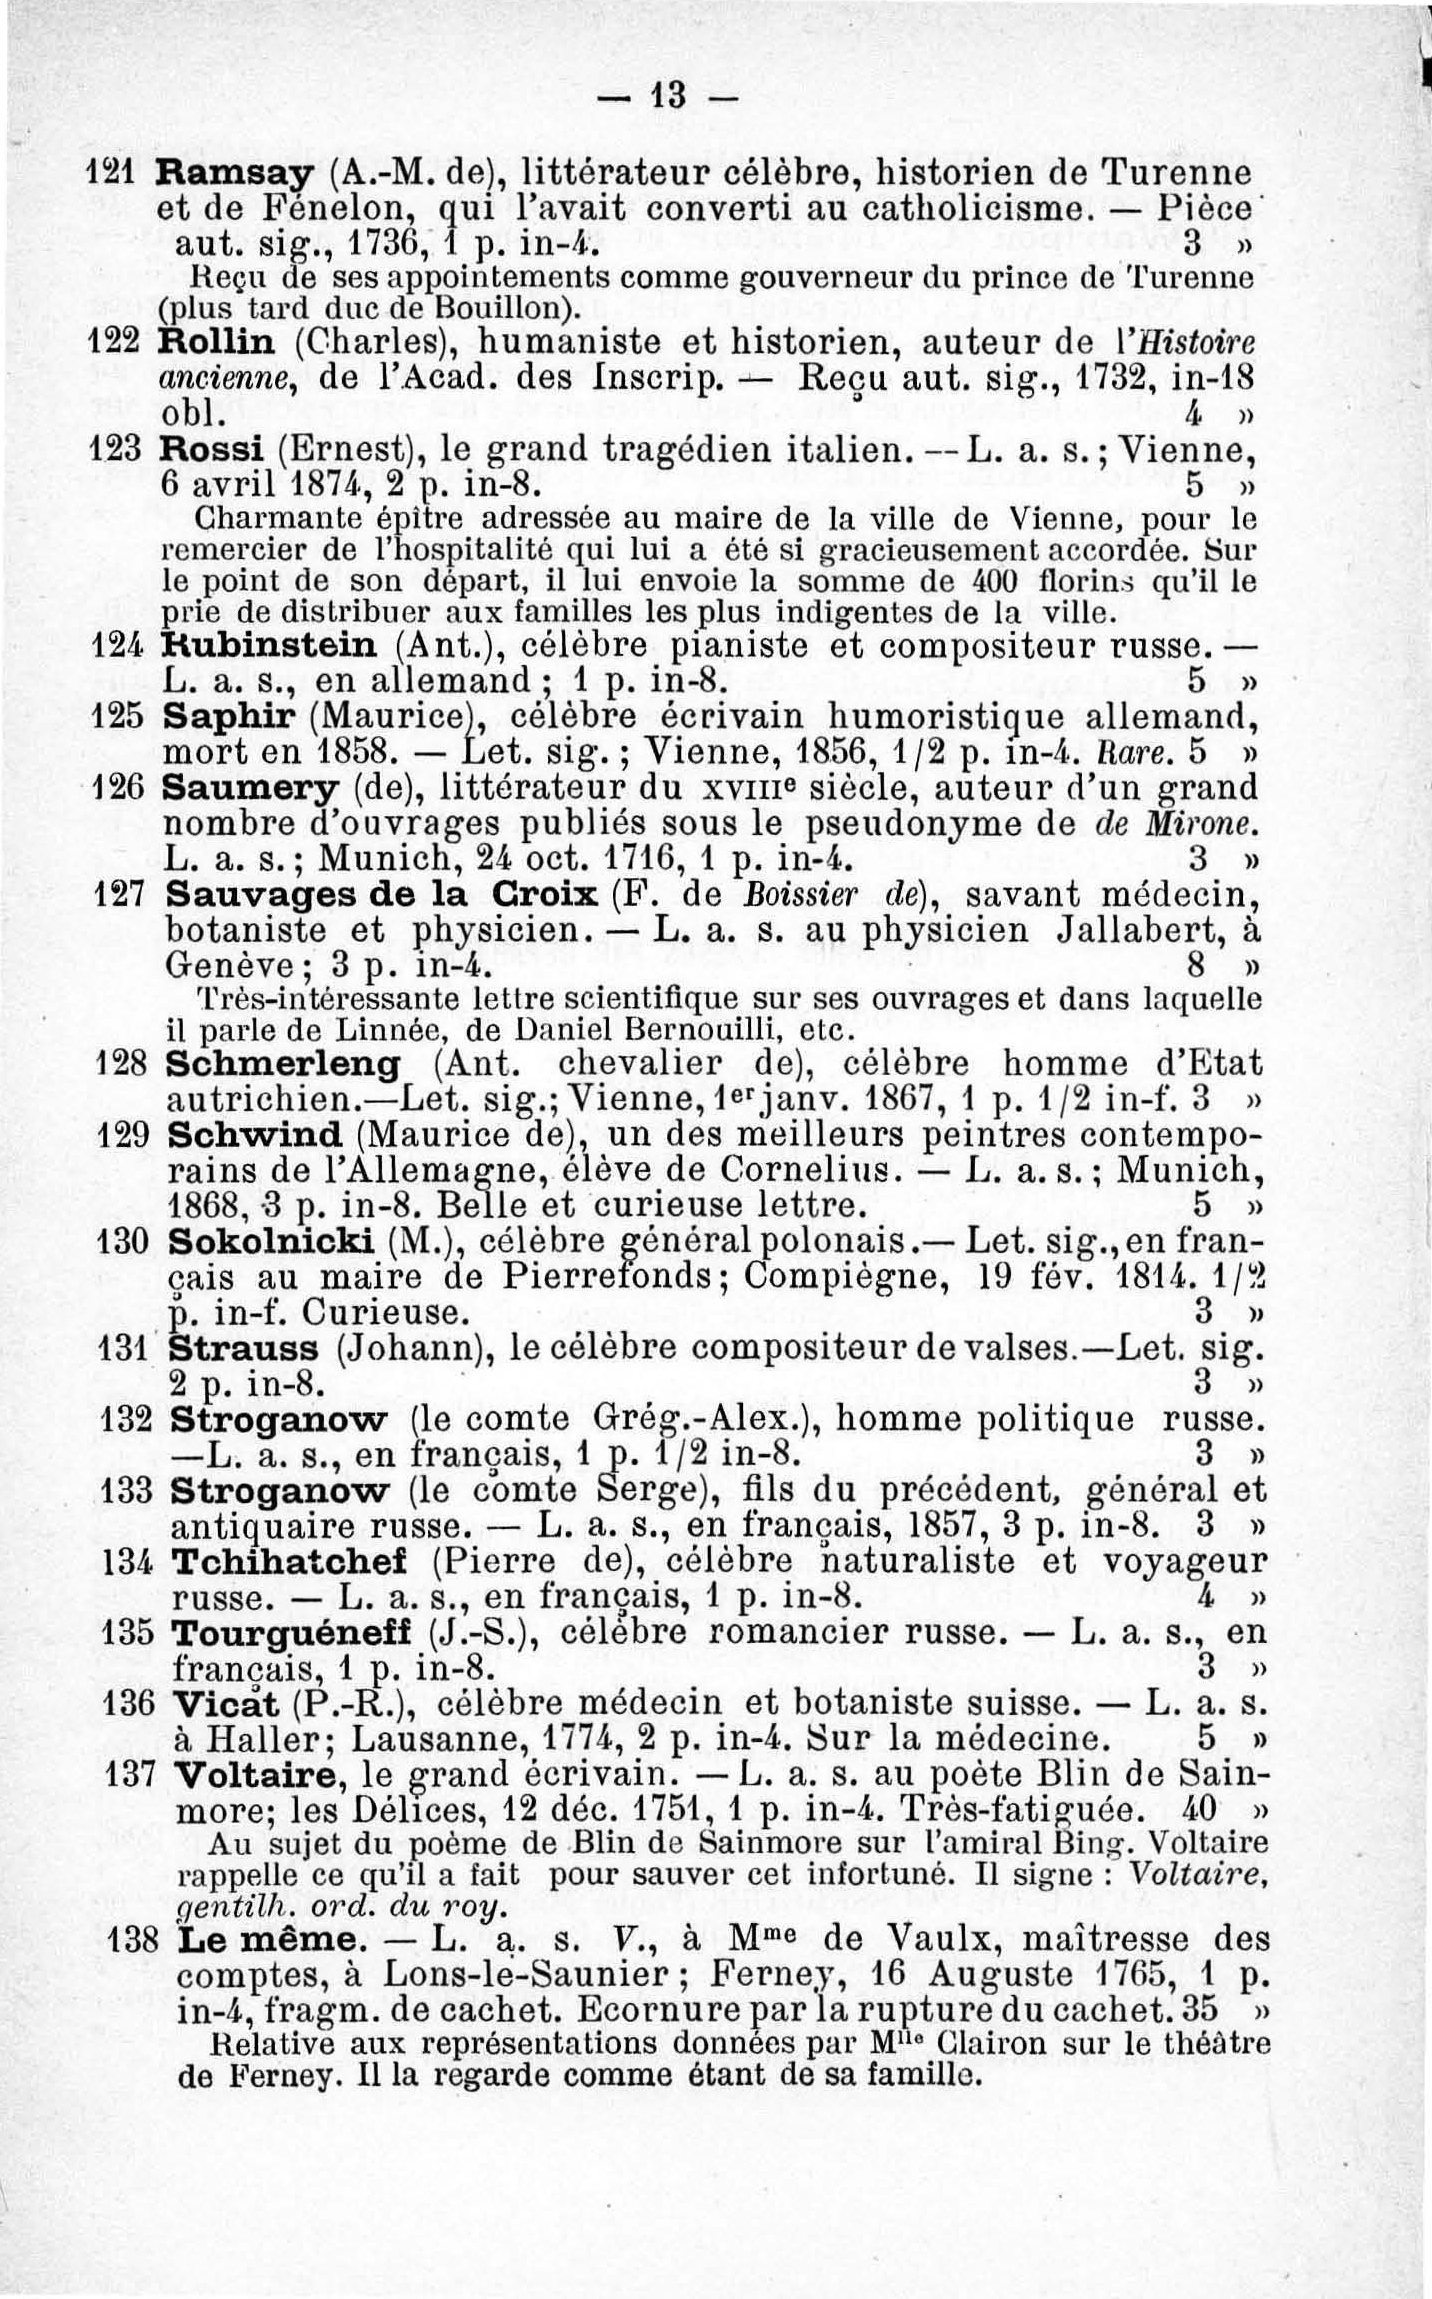 — 13 —
121 Ramsay (A.-M. de), littérateur célèbre, historien de Turenne
et de Fénelon, qui l'avait converti au catholicisme. — Pièce
aut. sig., 1736, 1 p. in-4. 3 »
Reçu de ses appointements comme gouverneur du prince de Turenne
(plus tard duc de Bouillon).
122 Rollin (Charles), humaniste et historien, auteur de l'Histoire
ancienne, de l'Acad. des Inscrip. — Reçu aut. sig., 1732, in-18
obl. 4 »
123 Rossi (Ernest), le grand tragédien italien. -- L. a. s. ; Vienne,
6 avril 1874, 2 p. in-8. 5 »
Charmante épître adressée au maire de la ville de Vienne, pour le
remercier de l'hospitalité qui lui a été si gracieusement accordée. Sur
le point de son départ, il lui envoie la somme de 400 florins qu'il le
prie de distribuer aux familles les plus indigentes de la ville.
124 Rubinstein (Ant.), célèbre pianiste et compositeur russe. —
L. a. s., en allemand ; 1 p. in-8. 5 »
125 Saphir (Maurice), célèbre écrivain humoristique allemand,
mort en 1858. — Let. sig. ; Vienne, 1856, 1/2 p. in-4. Rare. 5 »
126 Saumery (de), littérateur du XVIIIe siècle, auteur d'un grand
nombre d'ouvrages publiés sous le pseudonyme de de Mirone.
L. a. s. ; Munich, 24 oct. 1716, 1 p. in-4. 3 »
127 Sauvages de la Croix (F. de Boissier de), savant médecin,
botaniste et physicien. — L. a. s. au physicien Jallabert, à
Genève ; 3 p. in-4. 8 »
Très-intéressante lettre scientifique sur ses ouvrages et dans laquelle
il parle de Linnée, de Daniel Bernouilli, etc.
128 Schmerleng (Ant. chevalier de), célèbre homme d'Etat
autrichien.—Let. sig.; Vienne, 1er janv. 1867, 1 p. 1/2 in-f. 3 »
129 Schwind (Maurice de), un des meilleurs peintres contempo-
rains de l'Allemagne, élève de Cornelius. — L. a. s. ; Munich,
1868, 3 p. in-8. Belle et curieuse lettre. 5 »
130 Sokolnicki (M.), célèbre général polonais.— Let. sig., en fran-
çais au maire de Pierrefonds ; Compiègne, 19 fév. 1814. 1/2
p. in-f. Curieuse. 3 »
131 Strauss (Johann), le célèbre compositeur de valses.—Let. sig.
2 p. in-8. 3 »
132 Stroganow (le comte Grég.-Alex.), homme politique russe.
—L. a. s., en français, 1 p. 1/2 in-8. 3 »
133 Stroganow (le comte Serge), fils du précédent, général et
antiquaire russe. — L. a. s., en français, 1857, 3 p. in-8. 3 »
134 Tchihatchef (Pierre de), célèbre naturaliste et voyageur
russe. — L. a. s., en français, 1 p. in-8. 4 »
135 Tourguéneff (J.-S.), célèbre romancier russe. — L. a. s., en
français, 1 p. in-8. 3 »
136 Vicat (P.-R.), célèbre médecin et botaniste suisse. — L. a. s.
à Haller; Lausanne, 1774, 2 p. in-4. Sur la médecine. 5 »
137 Voltaire, le grand écrivain. — L. a. s. au poète Blin de Sain-
more; les Délices, 12 déc. 1751, 1 p. in-4. Très-fatiguée. 40 »
Au sujet du poème de Blin de Sainmore sur l'amiral Bing. Voltaire
rappelle ce qu'il a fait pour sauver cet infortuné. Il signe : Voltaire,
gentilh. ord. du roy.
138 Le même. — L. a. s. V., à Mme de Vaulx, maîtresse des
comptes, à Lons-le-Saunier ; Ferney, 16 Auguste 1765, 1 p.
in-4, fragm. de cachet. Ecornure par la rupture du cachet. 35 »
Relative aux représentations données par Mlle Clairon sur le théâtre
de Ferney. Il la regarde comme étant de sa famille.